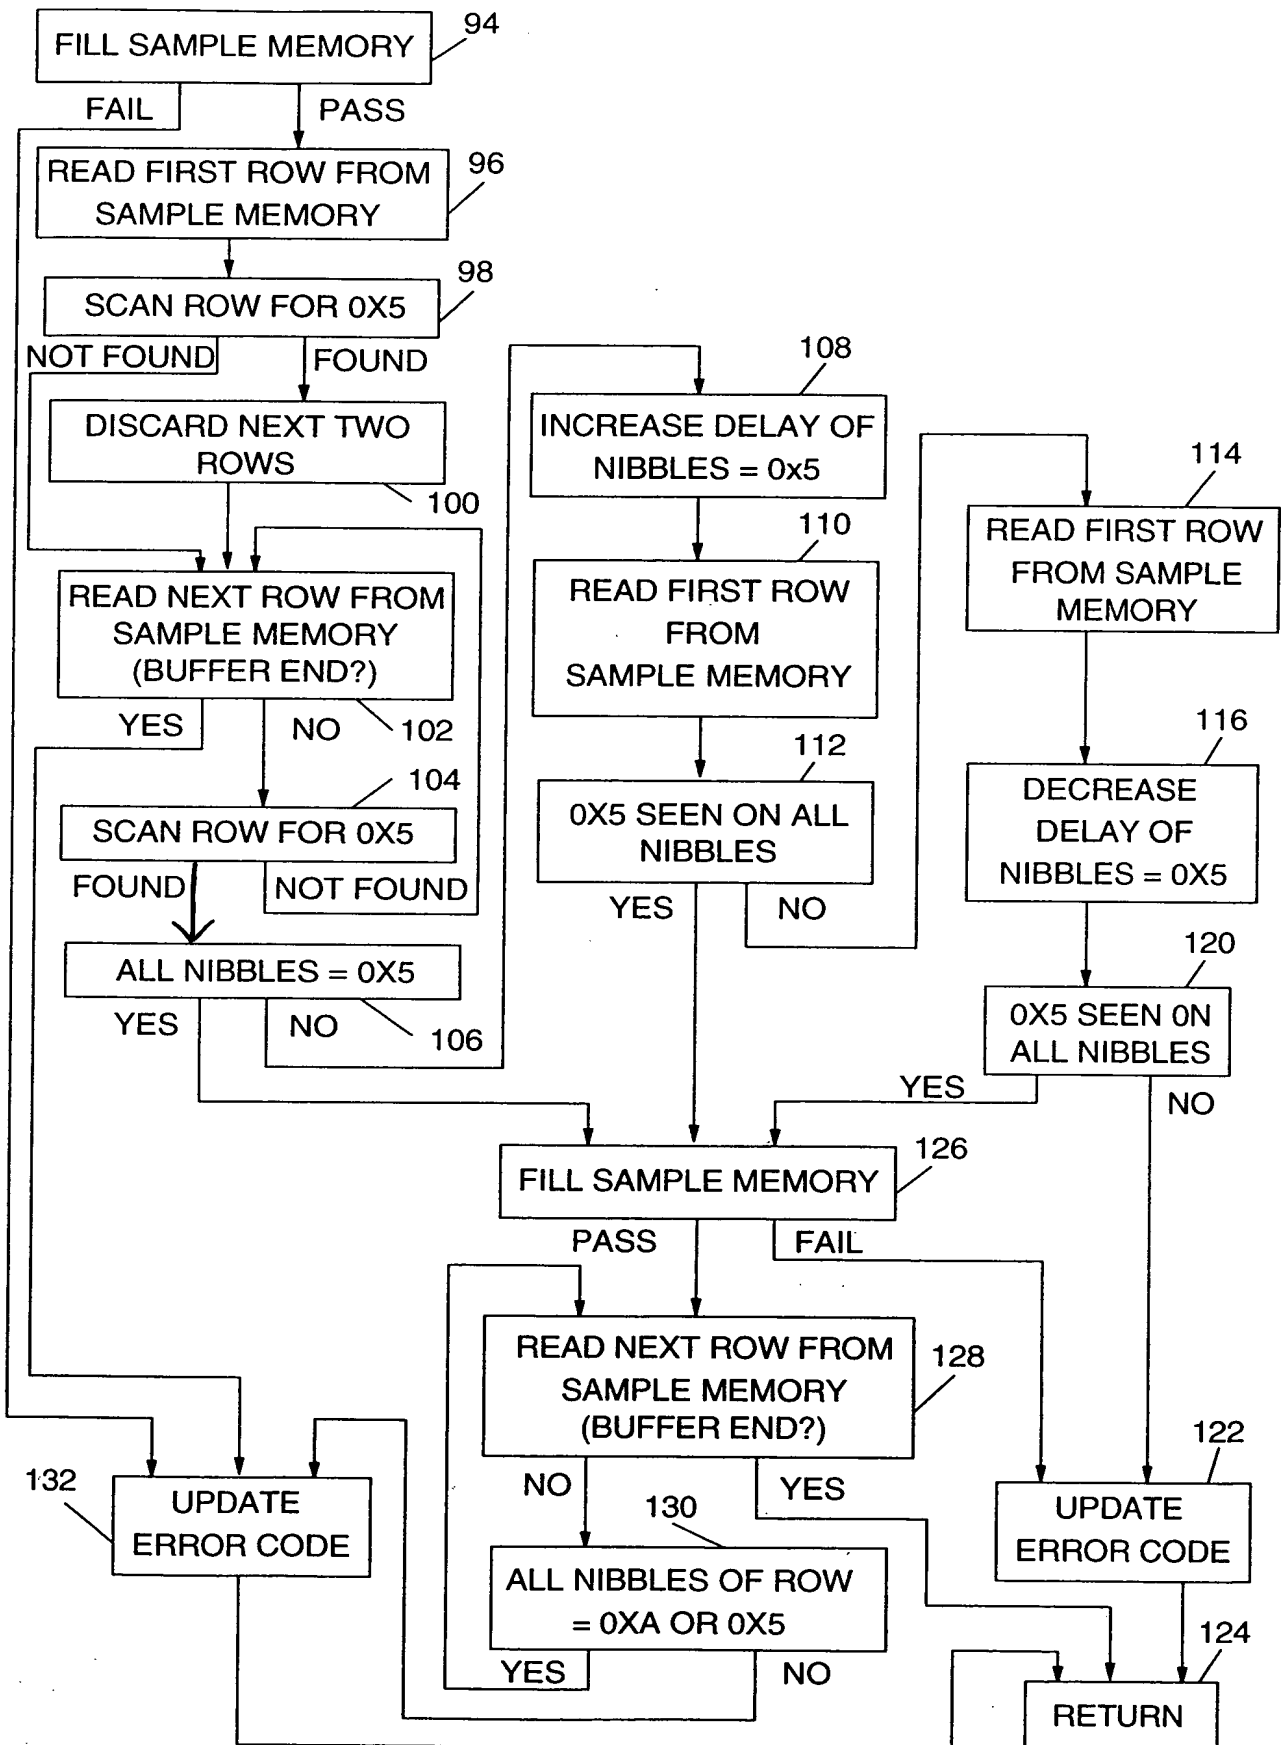 FILL SAMPLE MEMORY
94
FAIL
PASS
READ FIRST ROW FROM
SAMPLE MEMORY
96
SCAN ROW FOR 0X5
98
NOT FOUND
FOUND
DISCARD NEXT TWO
ROWS
100
READ NEXT ROW FROM
SAMPLE MEMORY
(BUFFER END?)
102
YES
NO
104
SCAN ROW FOR 0X5
FOUND
NOT FOUND
ALL NIBBLES = 0X5
106
YES
NO
108
INCREASE DELAY OF
NIBBLES = 0x5
110
READ FIRST ROW
FROM
SAMPLE MEMORY
112
0X5 SEEN ON ALL
NIBBLES
YES
NO
114
READ FIRST ROW
FROM SAMPLE
MEMORY
116
DECREASE
DELAY OF
NIBBLES = 0X5
120
0X5 SEEN 0N
ALL NIBBLES
YES
NO
126
FILL SAMPLE MEMORY
PASS
FAIL
READ NEXT ROW FROM
SAMPLE MEMORY
(BUFFER END?)
128
NO
YES
130
ALL NIBBLES OF ROW
= 0XA OR 0X5
YES
NO
132
UPDATE
ERROR CODE
122
UPDATE
ERROR CODE
124
RETURN